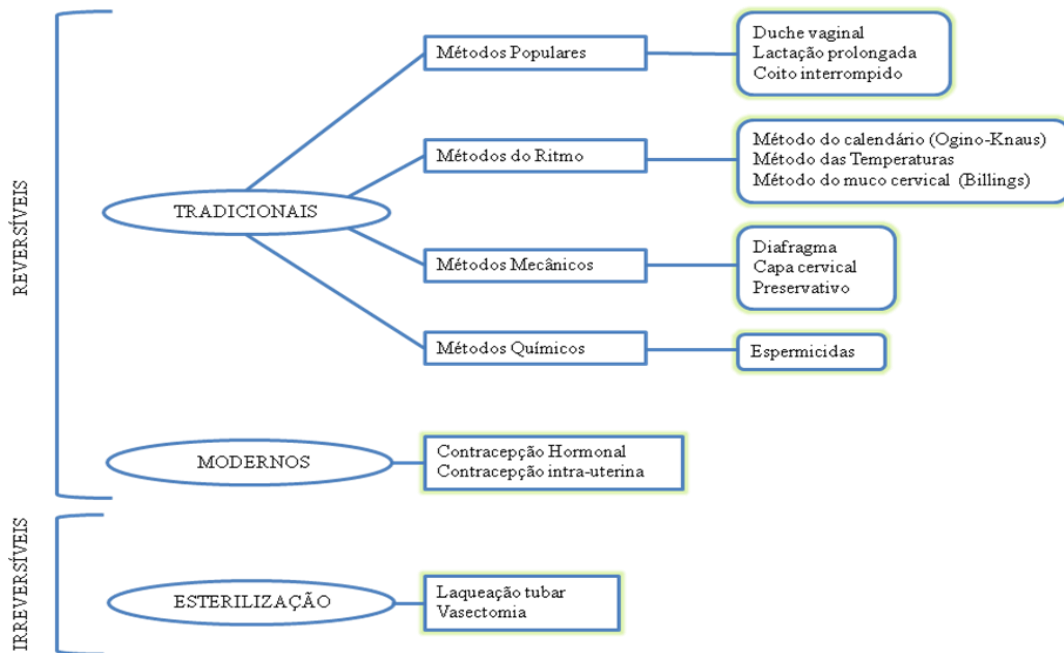 REVERSÍVEIS
TRADICIONAIS
Métodos Populares
Duche vaginal
Lactação prolongada
Coito interrompido
Métodos do Ritmo
Método do calendário (Ogino-Knaus)
Método das Temperaturas
Método do muco cervical (Billings)
Métodos Mecânicos
Diafragma
Capa cervical
Preservativo
Métodos Químicos
Espermicidas
MODERNOS
Contracepção Hormonal
Contracepção intra-uterina
IRREVERSÍVEIS
ESTERILIZAÇÃO
Laqueação tubar
Vasectomia